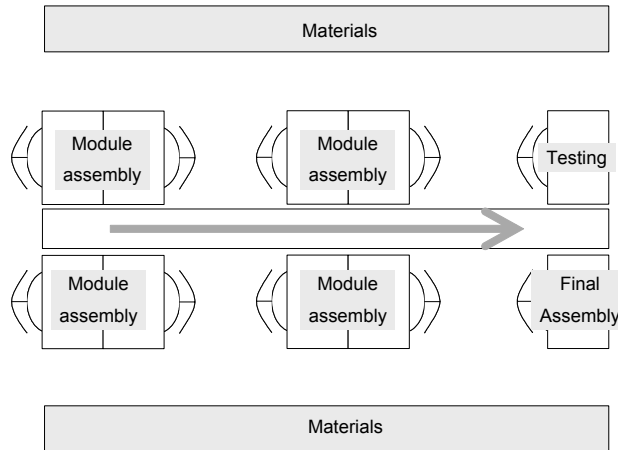 Materials
Module
assembly
Module
assembly
Testing
Module
assembly
Module
assembly
Final
Assembly
Materials